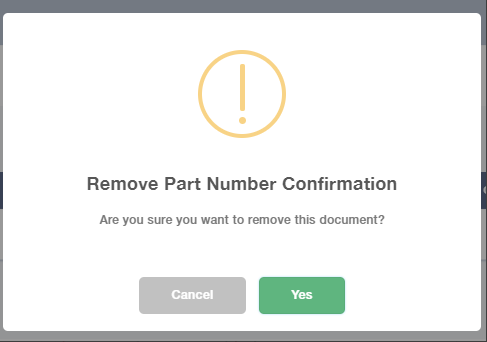 Remove Part Number Confirmation
Are you sure you want to remove this document?
Cancel
Yes